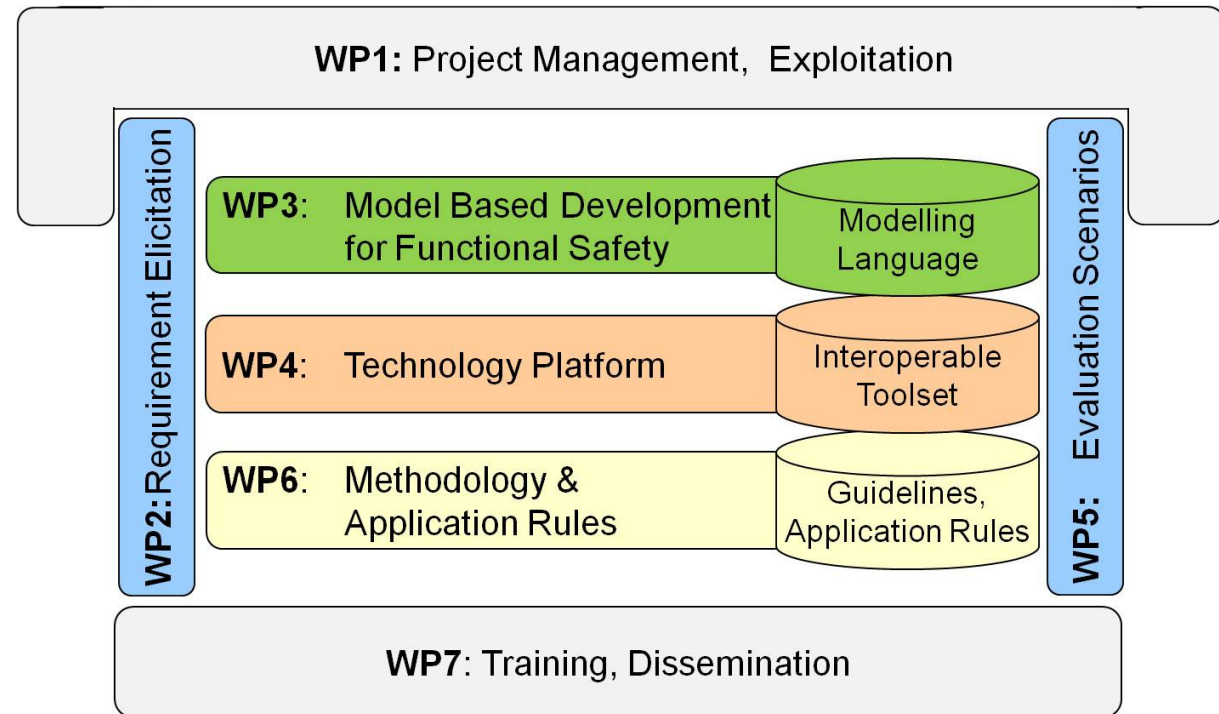 WP1: Project Management, Exploitation
WP2: Requirement Elicitation
WP3: Model Based Development
for Functional Safety
Modelling
Language
WP4: Technology Platform
Interoperable
Toolset
WP6: Methodology &
Application Rules
Guidelines,
Application Rules
WP5: Evaluation Scenarios
WP7: Training, Dissemination